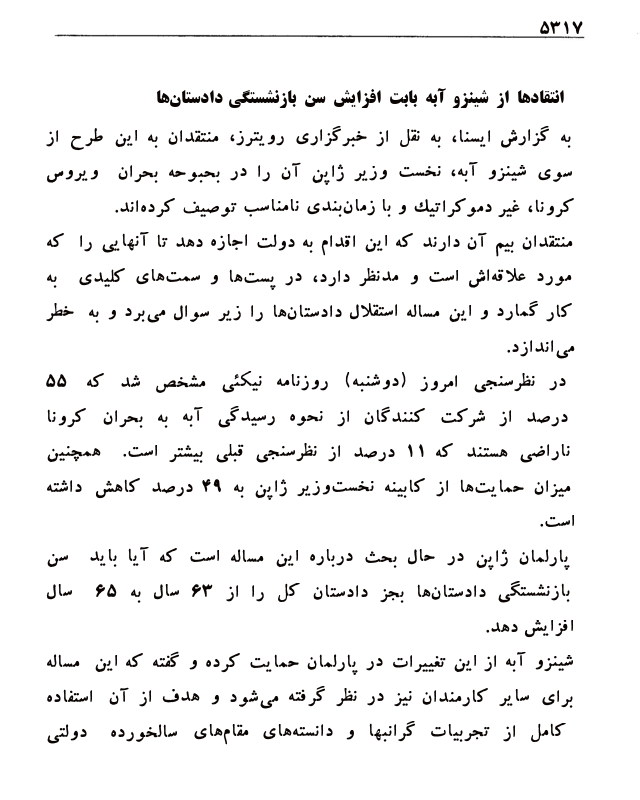 ۵۳۱۷
انتقادها از شینزو آبه بابت افزایش سن بازنشستگی دادستان‌ها
به گزارش ایسنا، به نقل از خبرگزاری رویترز، منتقدان به این طرح از
سوی شینزو آبه، نخست وزیر ژاپن آن را در بحبوحه بحران ویروس
کرونا، غیر دموکراتیك و با زمان‌بندی نامناسب توصیف کرده‌اند.
منتقدان بیم آن دارند که این اقدام به دولت اجازه دهد تا آنهایی را که
مورد علاقه‌اش است و مدنظر دارد، در پست‌ها و سمت‌های کلیدی به
کار گمارد و این مساله استقلال دادستان‌ها را زیر سوال می‌برد و به خطر
می‌اندازد.
در نظرسنجی امروز (دوشنبه) روزنامه نیکئی مشخص شد که ۵۵
درصد از شرکت کنندگان از نحوه رسیدگی آبه به بحران کرونا
ناراضی هستند که ۱۱ درصد از نظرسنجی قبلی بیشتر است. همچنین
میزان حمایت‌ها از کابینه نخست‌وزیر ژاپن به ۴۹ درصد کاهش داشته
است.
پارلمان ژاپن در حال بحث درباره این مساله است که آیا باید سن
بازنشستگی دادستان‌ها بجز دادستان کل را از ۶۳ سال به ۶۵ سال
افزایش دهد.
شینزو آبه از این تغییرات در پارلمان حمایت کرده و گفته که این مساله
برای سایر کارمندان نیز در نظر گرفته می‌شود و هدف از آن استفاده
کامل از تجربیات گرانبها و دانسته‌های مقام‌های سالخورده دولتی